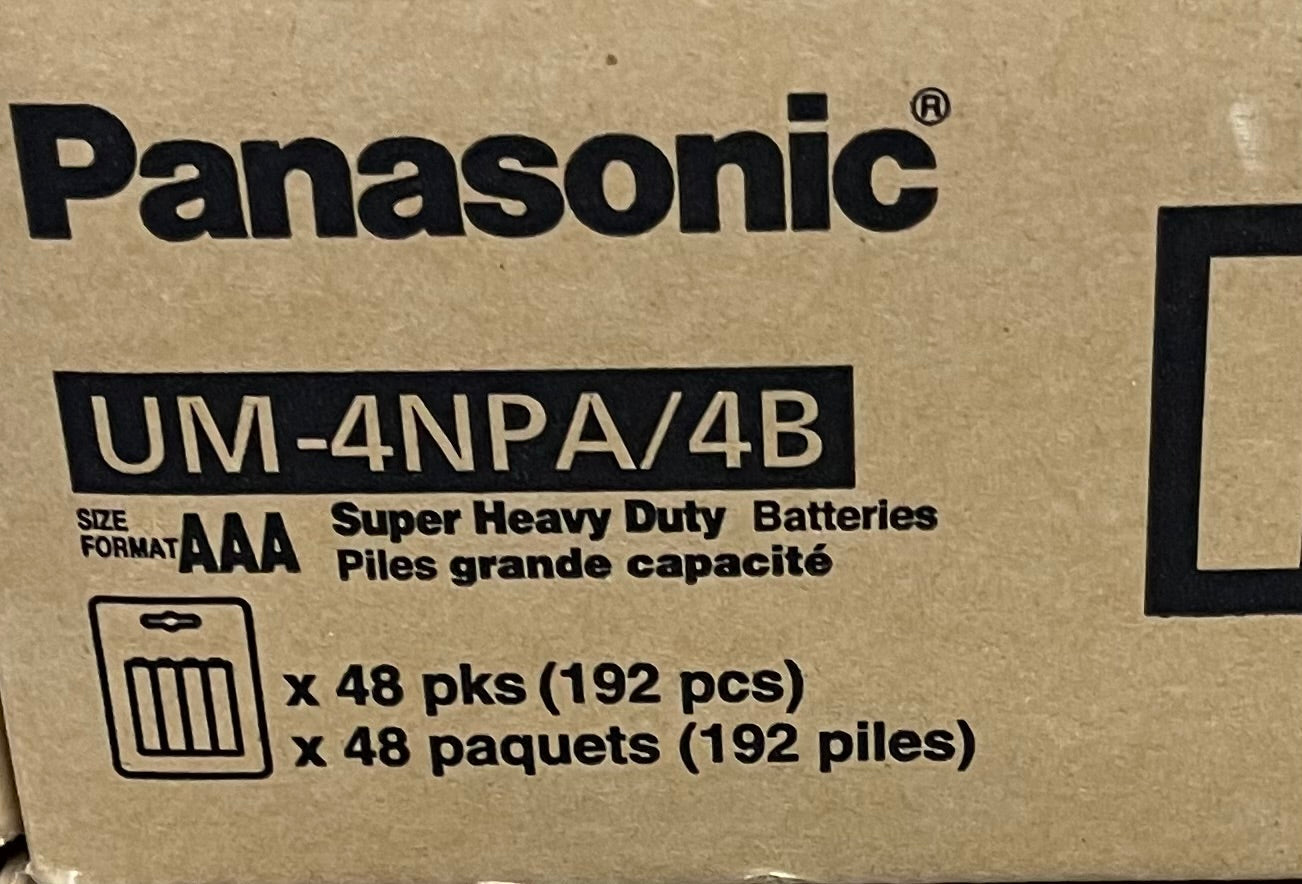 Panasonic®
UM-4NPA/4B
SIZE
FORMAT AAA
Super Heavy Duty Batteries
Piles grande capacité
x 48 pks (192 pcs)
x 48 paquets (192 piles)